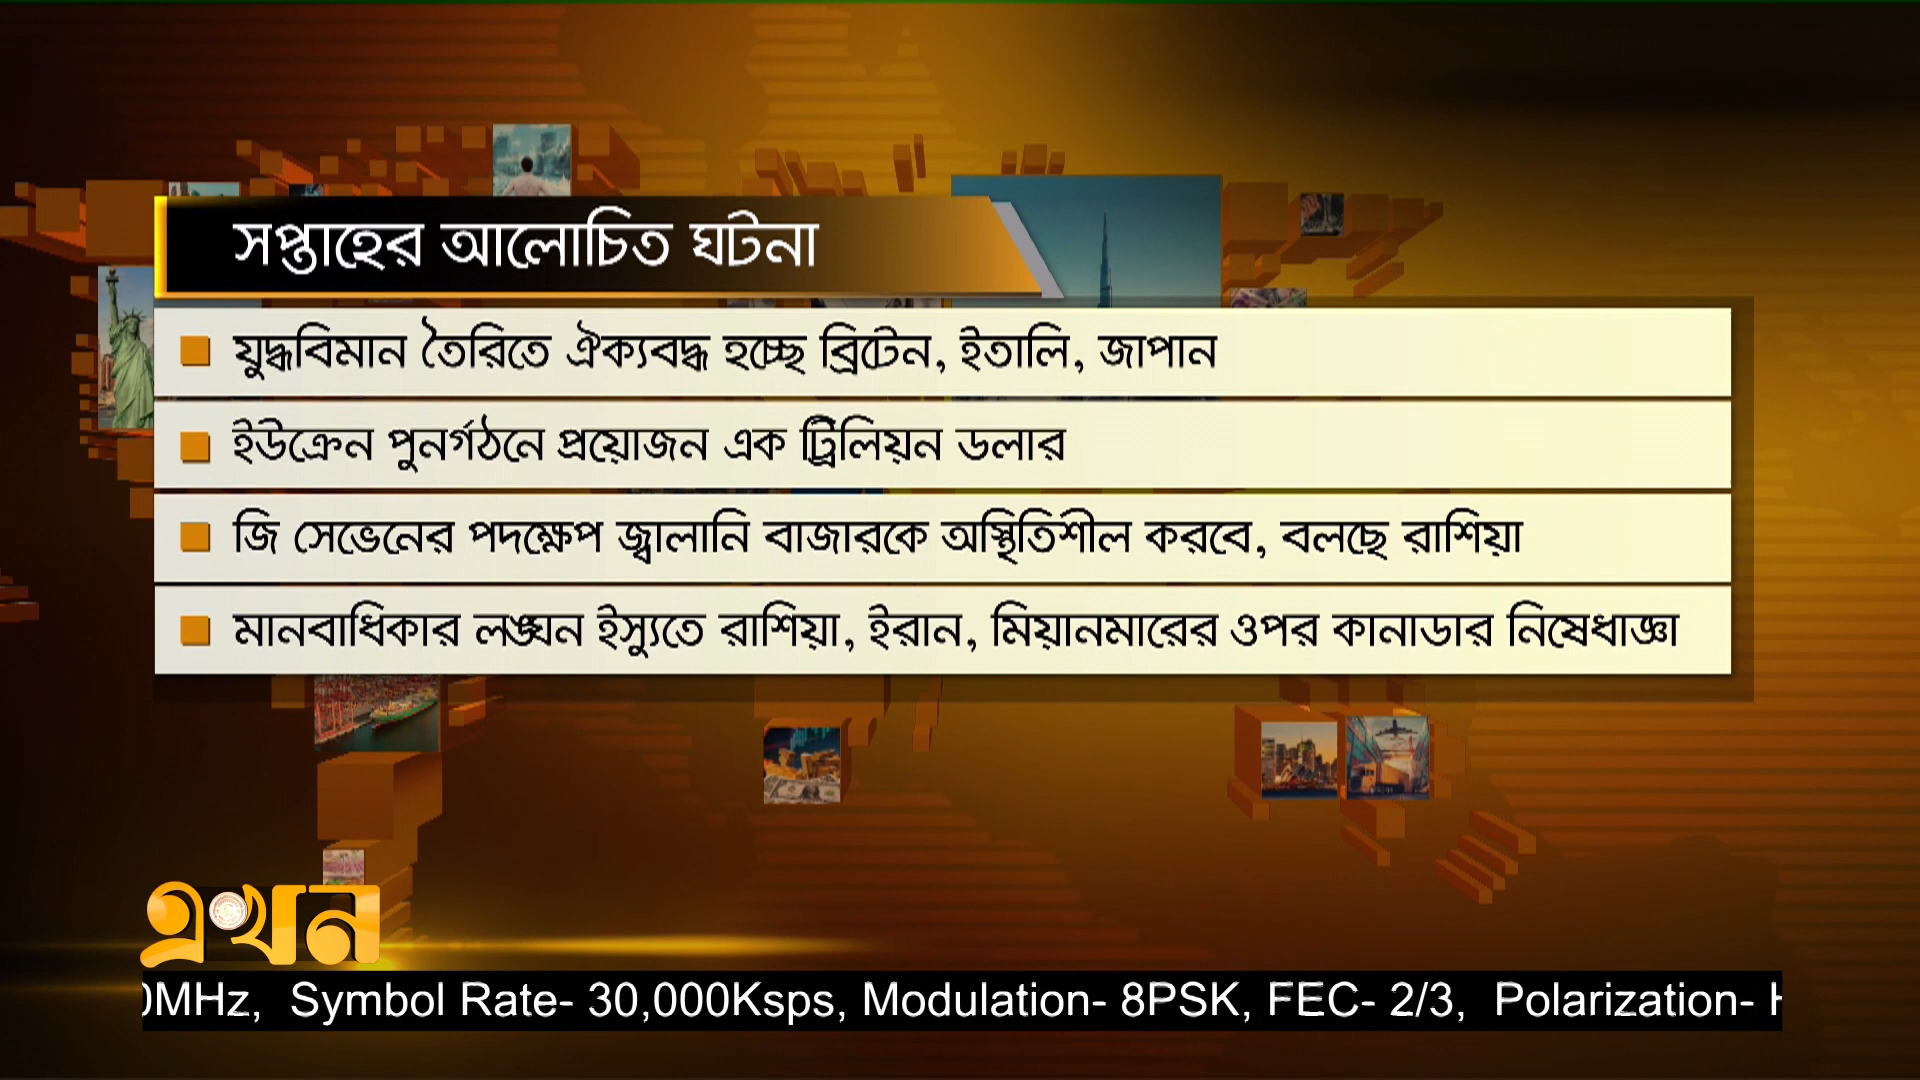 সপ্তাহের আলোচিত ঘটনা
যুদ্ধবিমান তৈরিতে ঐক্যবদ্ধ হচ্ছে ব্রিটেন, ইতালি, জাপান
ইউক্রেন পুনর্গঠনে প্রয়োজন এক ট্রিলিয়ন ডলার
জি সেভেনের পদক্ষেপ জ্বালানি বাজারকে অস্থিতিশীল করবে, বলছে রাশিয়া
মানবাধিকার লঙ্ঘন ইস্যুতে রাশিয়া, ইরান, মিয়ানমারের ওপর কানাডার নিষেধাজ্ঞা
এখন
0MHz, Symbol Rate- 30,000Ksps, Modulation- 8PSK, FEC- 2/3, Polarization-